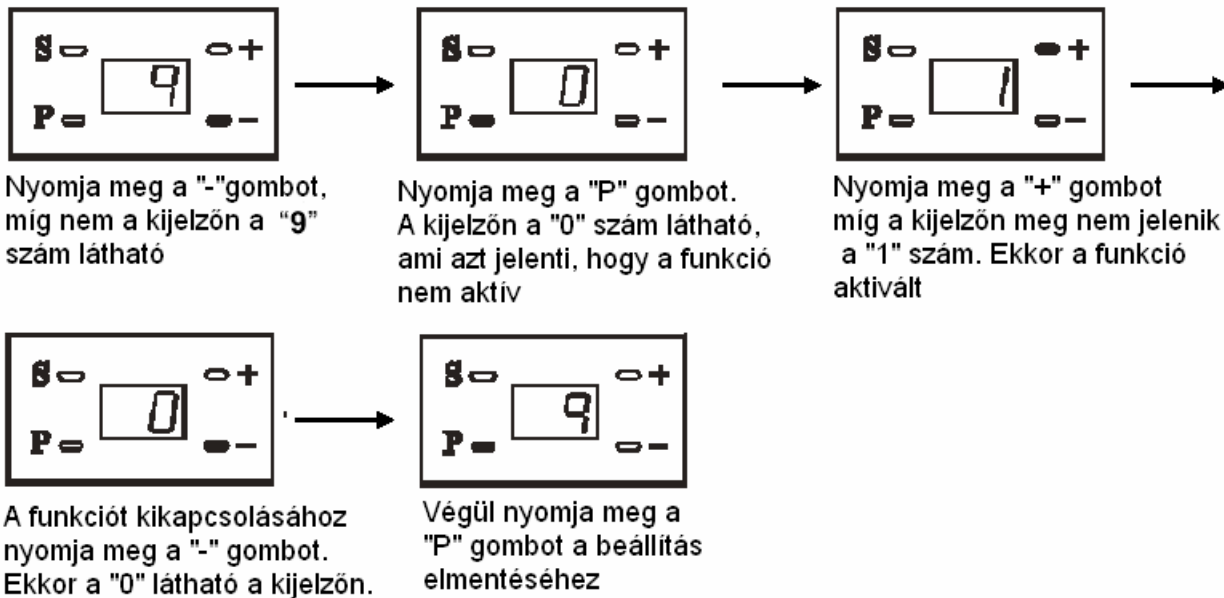 S +
9
P -
Nyomja meg a "-"gombot,
míg nem a kijelzőn a “9”
szám látható
S +
0
P -
Nyomja meg a "P" gombot.
A kijelzőn a "0" szám látható,
ami azt jelenti, hogy a funkció
nem aktív
S +
1
P -
Nyomja meg a "+" gombot
míg a kijelzőn meg nem jelenik
a "1" szám. Ekkor a funkció
aktivált
S +
0
P -
A funkciót kikapcsolásához
nyomja meg a "-" gombot.
Ekkor a "0" látható a kijelzőn.
S +
9
P -
Végül nyomja meg a
"P" gombot a beállítás
elmentéséhez